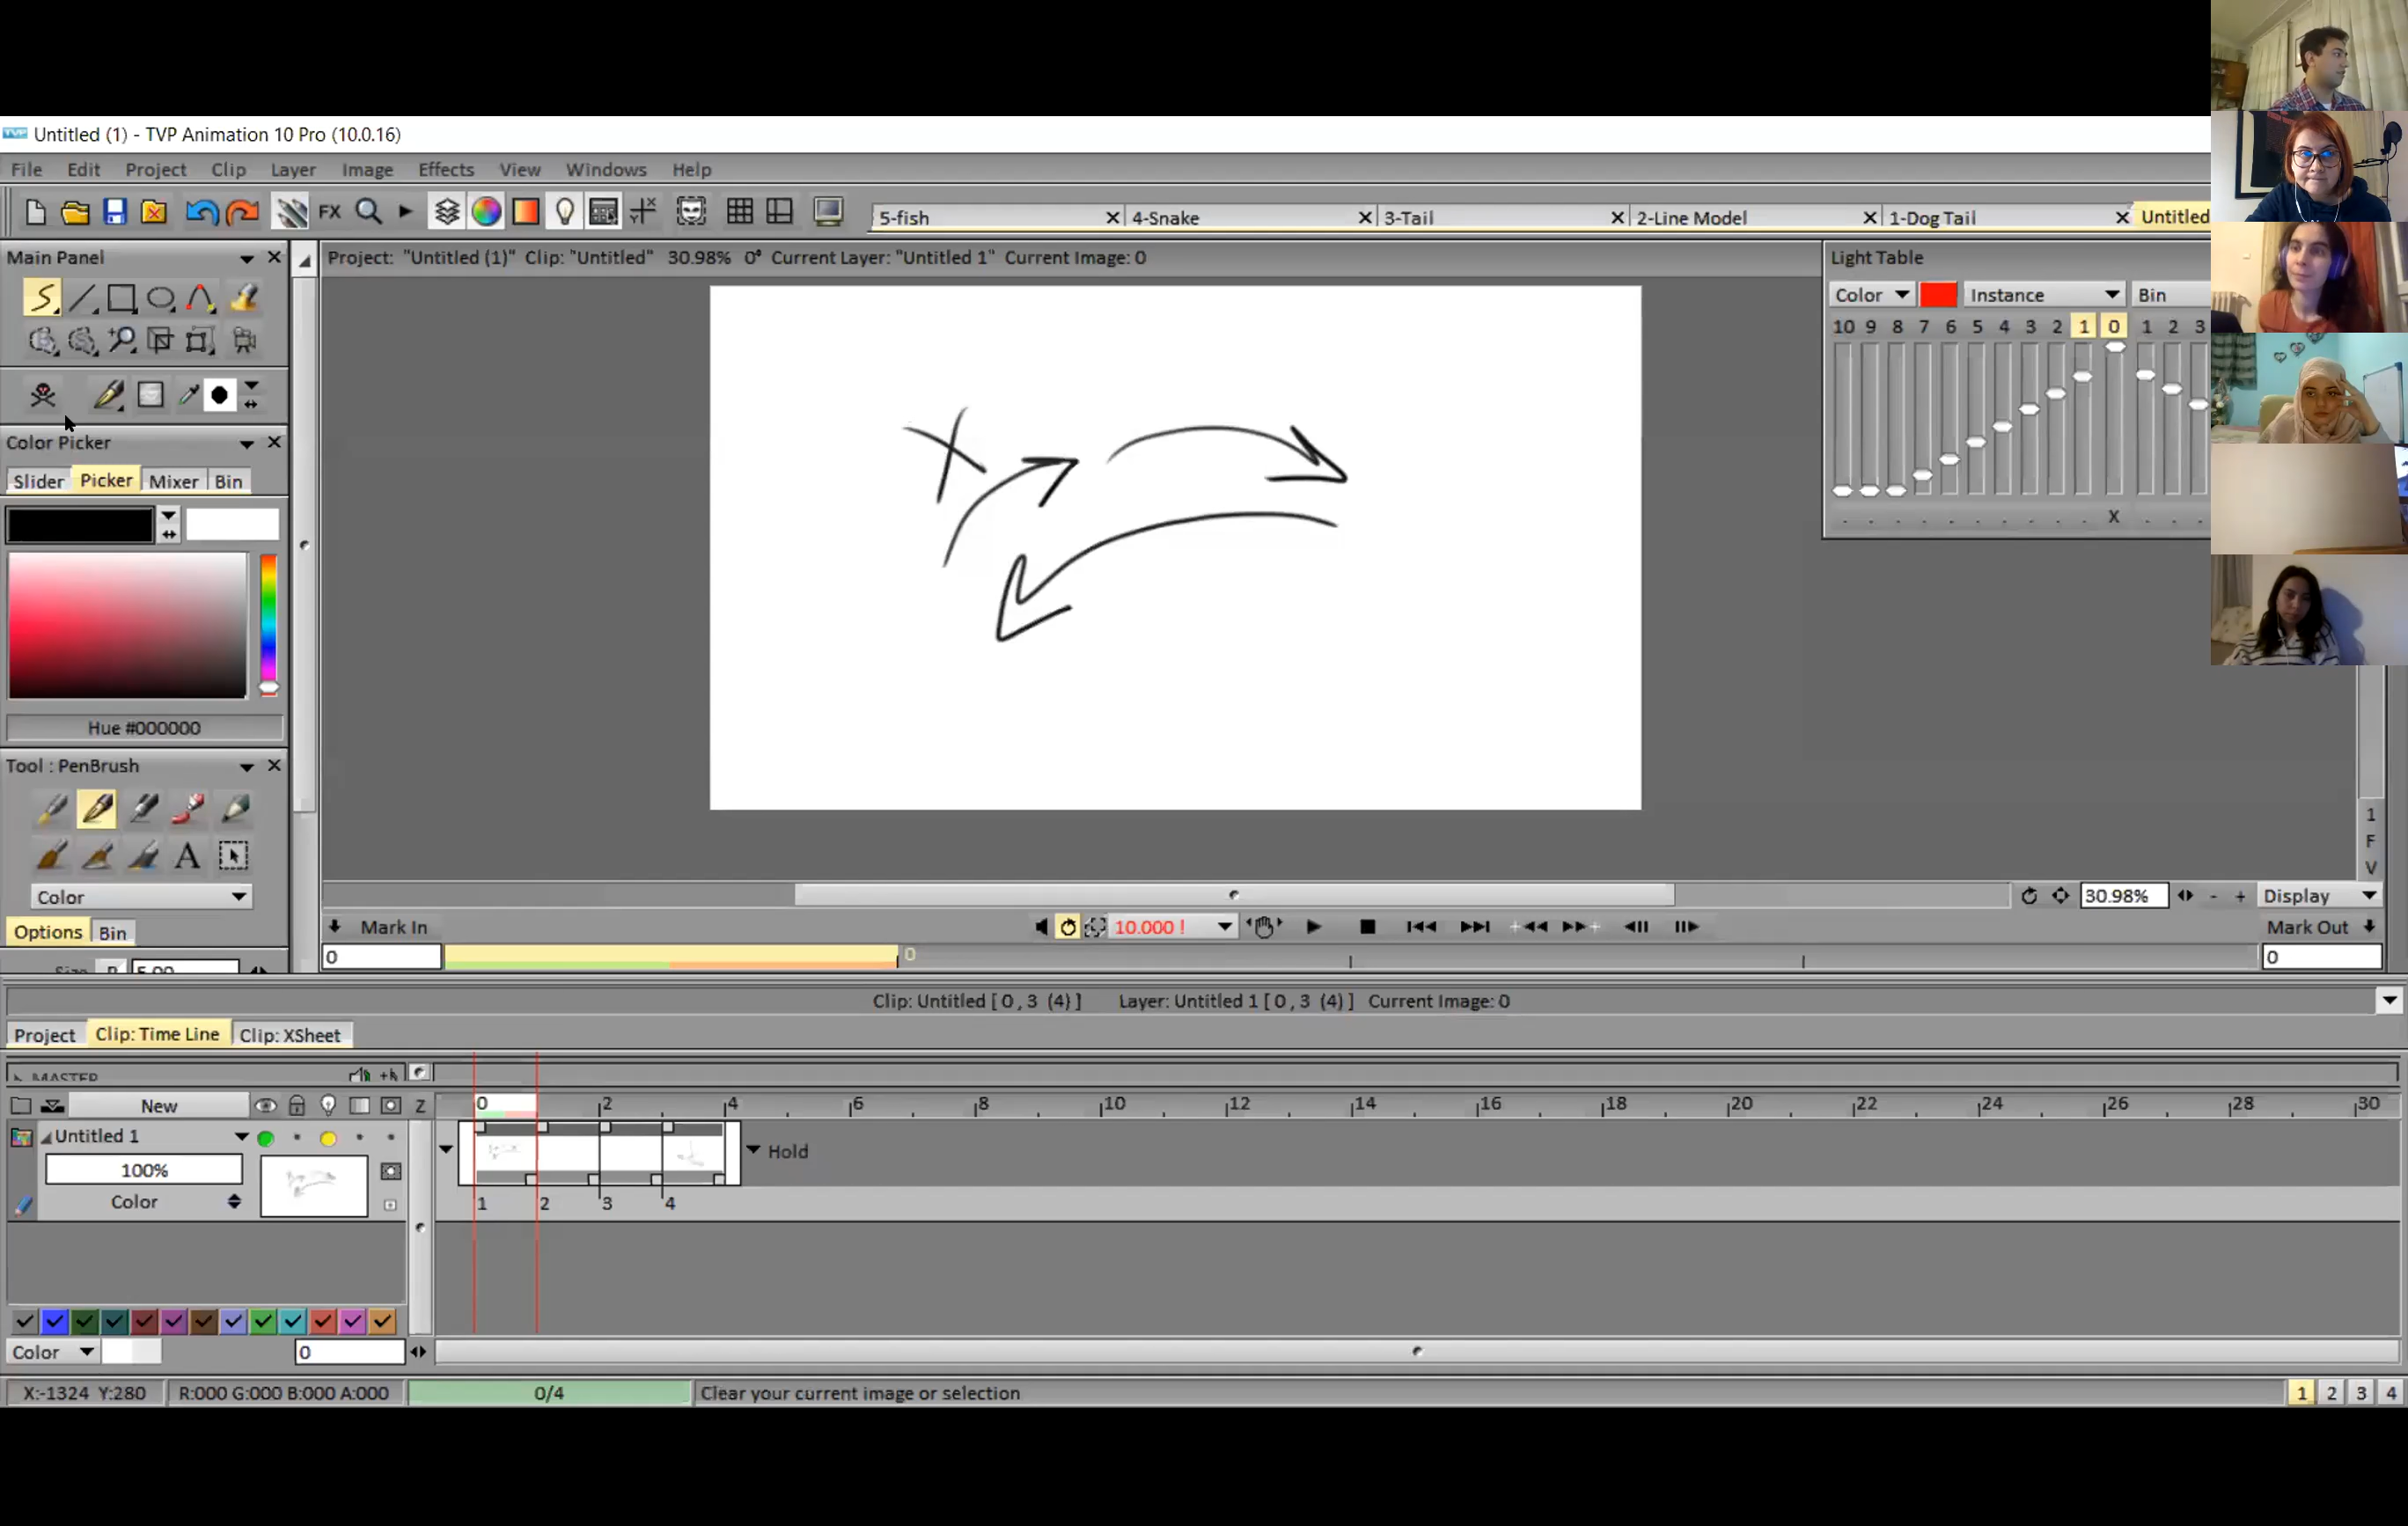 Untitled (1) - TVP Animation 10 Pro (10.0.16)
File Edit Project Clip Layer Image Effects View Windows Help
FX
5-fish 4-Snake 3-Tail 2-Line Model 1-Dog Tail Untitled
Main Panel
Project: "Untitled (1)" Clip: "Untitled" 30.98% 0° Current Layer: "Untitled 1" Current Image: 0
Light Table
Color Instance Bin
10 9 8 7 6 5 4 3 2 1 0 1 2 3
X
X
Color Picker
Slider Picker Mixer Bin
Hue #000000
Tool : PenBrush
A
Color
Options Bin
Size P 5.00
1
F
V
30.98% - + Display
Mark In 10.000 ! Mark Out
0 0 0
Clip: Untitled [ 0 , 3 (4) ] Layer: Untitled 1 [ 0 , 3 (4) ] Current Image: 0
Project Clip: Time Line Clip: XSheet
MASTER
New Z 0 2 4 6 8 10 12 14 16 18 20 22 24 26 28 30
Untitled 1
100% Hold
Color 1 2 3 4
Color 0
X:-1324 Y:280 R:000 G:000 B:000 A:000 0/4 Clear your current image or selection 1 2 3 4